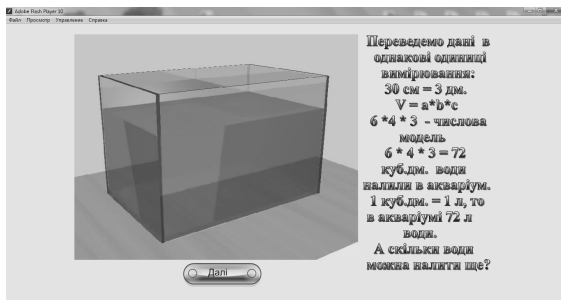 Adobe Flash Player 10
Файл Просмотр Управление Справка
Переведемо дані в
однакові одиниці
вимірювання:
30 см = 3 дм.
V = a*b*c
6 *4 * 3 - числова
модель
6 * 4 * 3 = 72
куб.дм. води
налили в акваріум.
1 куб.дм. = 1 л, то
в акваріумі 72 л
води.
А скільки води
можна налити ще?
Далі